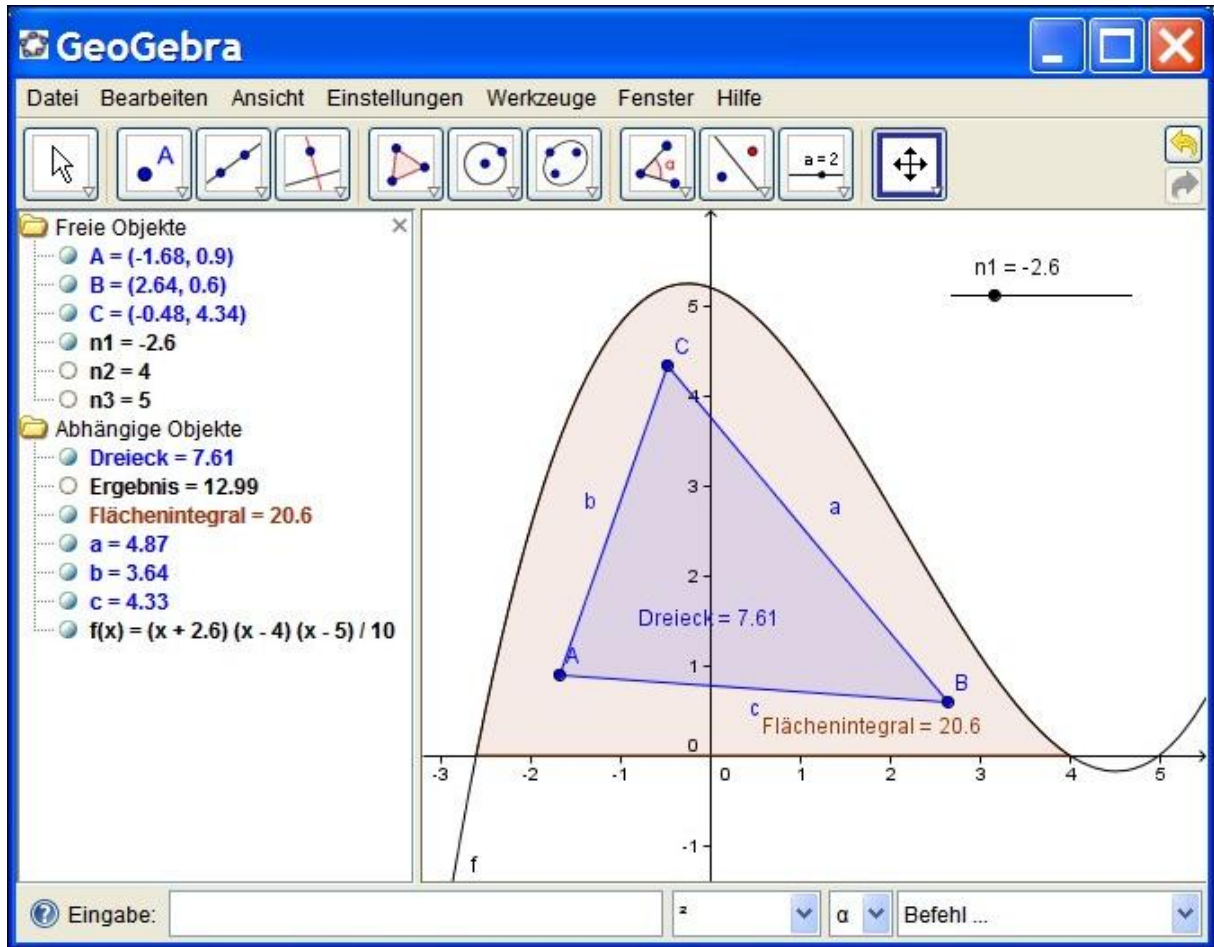 GeoGebra
Datei Bearbeiten Ansicht Einstellungen Werkzeuge Fenster Hilfe
A α a = 2
Freie Objekte
A = (-1.68, 0.9)
B = (2.64, 0.6)
C = (-0.48, 4.34)
n1 = -2.6
n2 = 4
n3 = 5
Abhängige Objekte
Dreieck = 7.61
Ergebnis = 12.99
Flächenintegral = 20.6
a = 4.87
b = 3.64
c = 4.33
f(x) = (x + 2.6) (x - 4) (x - 5) / 10
n1 = -2.6
5
C
4
3
b
a
2
Dreieck = 7.61
1
A
B
c
Flächenintegral = 20.6
0
-3 -2 -1 0 1 2 3 4 5
-1
f
Eingabe: ² α Befehl ...